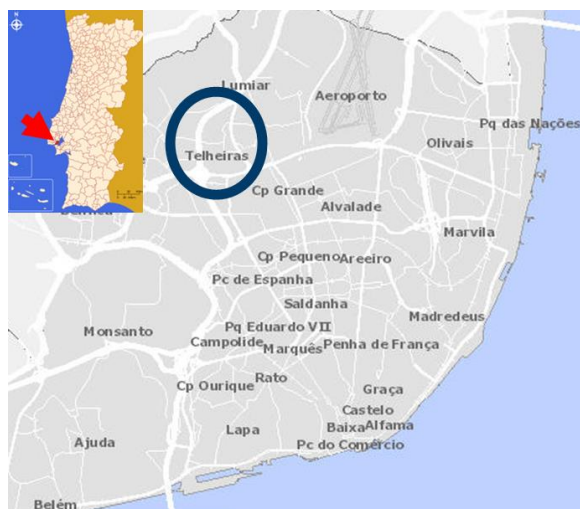 N
Lumiar
Aeroporto
Pq das Nações
Olivais
Telheiras
Cp Grande
Alvalade
Marvila
Cp Pequeno
Areeiro
Pc de Espanha
Saldanha
Madredeus
Monsanto
Pq Eduardo VII
Campolide
Marquês
Penha de França
Cp Ourique
Rato
Graça
Castelo
Lapa
Baixa
Alfama
Ajuda
Pc do Comércio
Belém